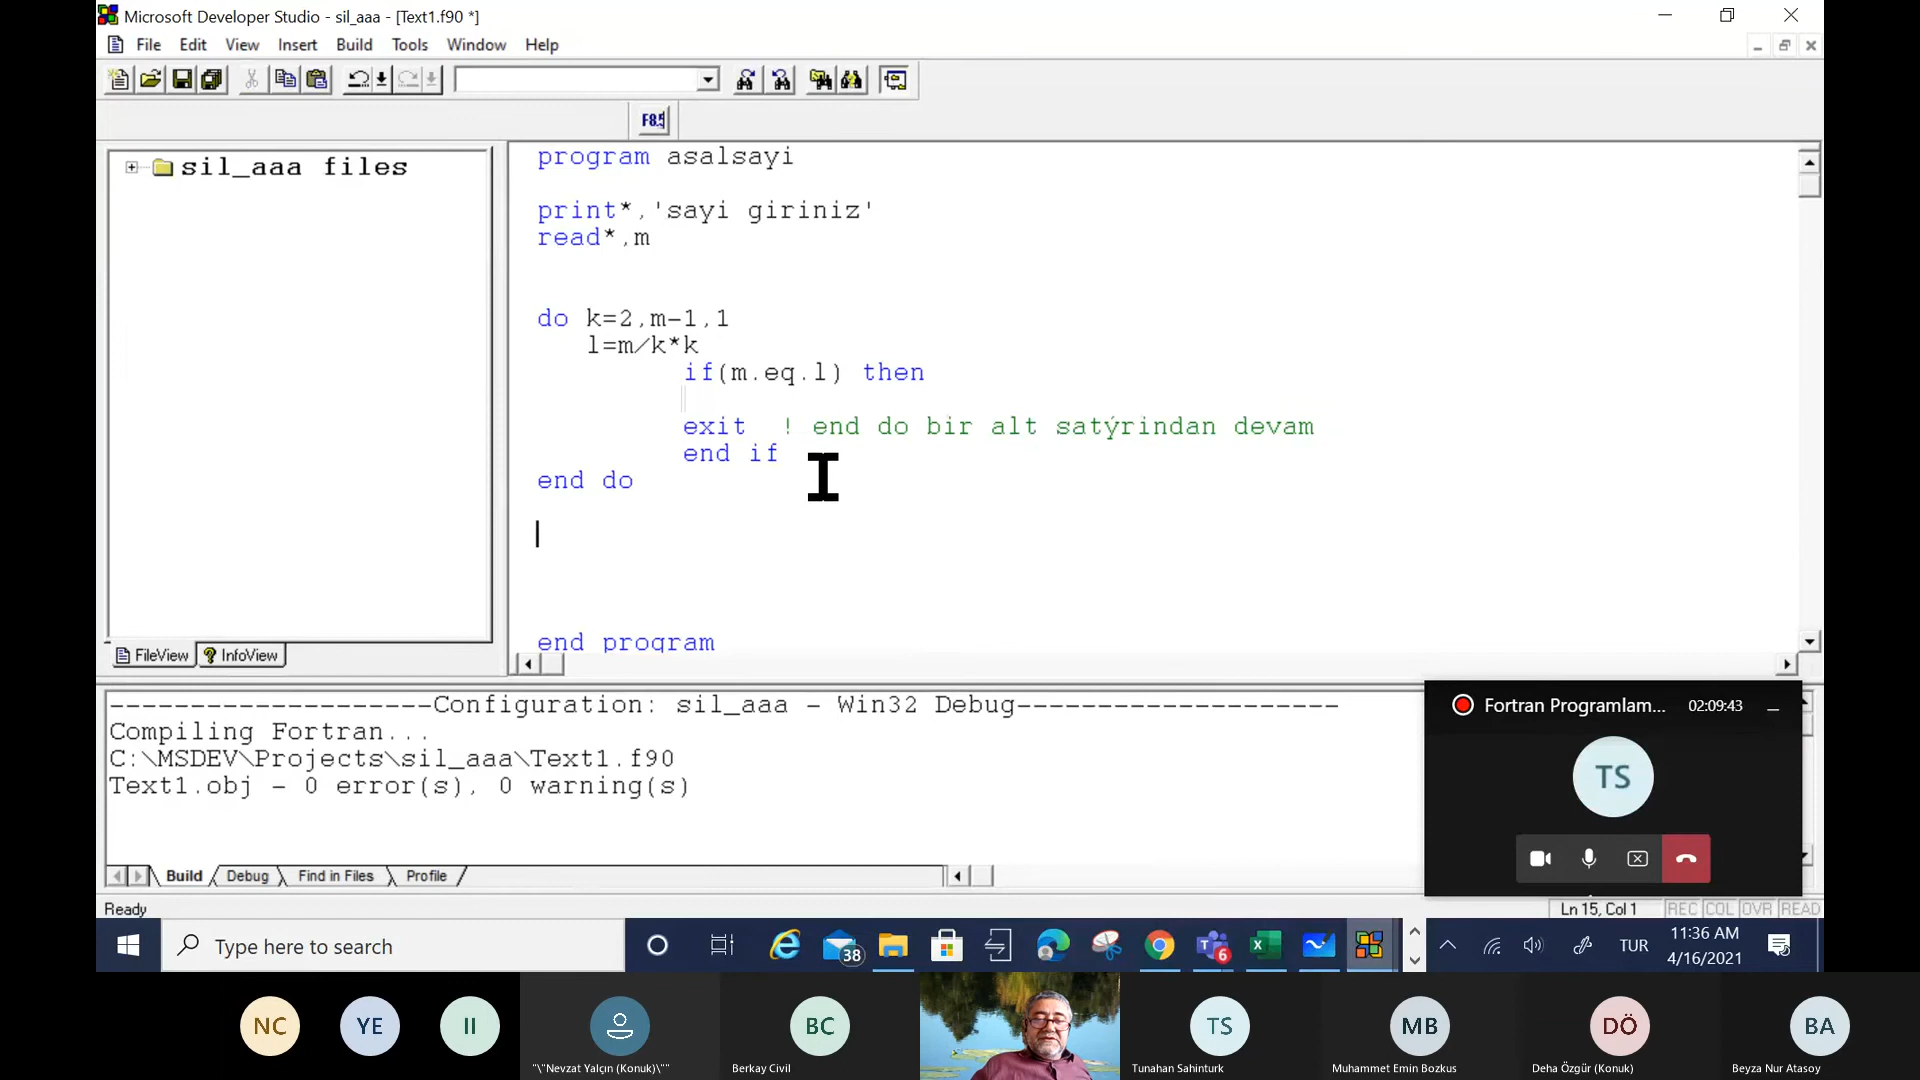 Microsoft Developer Studio - sil_aaa - [Text1.f90 *]
File Edit View Insert Build Tools Window Help
F8.5
sil_aaa files
program asalsayi
print*,'sayi giriniz'
read*,m
do k=2,m-1,1
l=m/k*k
if(m.eq.l) then
exit ! end do bir alt satýrindan devam
end if
end do
end program
FileView InfoView
--------------------Configuration: sil_aaa - Win32 Debug--------------------
Compiling Fortran...
C:\MSDEV\Projects\sil_aaa\Text1.f90
Text1.obj - 0 error(s), 0 warning(s)
Build Debug Find in Files Profile
Fortran Programlam... 02:09:43
TS
Ready
Ln 15, Col 1 REC COL OVR READ
Type here to search
38
6
TUR
11:36 AM
4/16/2021
NC YE II BC TS MB DÖ BA
"\"Nevzat Yalçın (Konuk)\"" Berkay Civil Tunahan Sahinturk Muhammet Emin Bozkus Deha Özgür (Konuk) Beyza Nur Atasoy